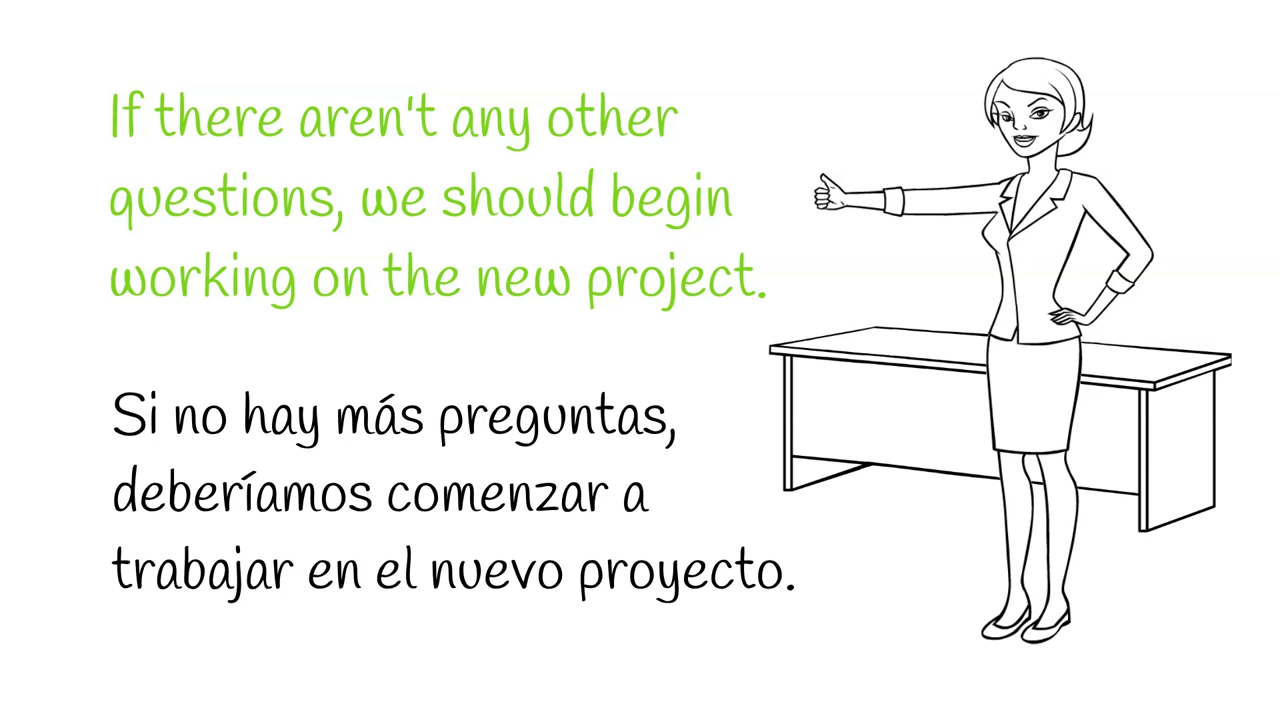 If there aren't any other
questions, we should begin
working on the new project.
Si no hay más preguntas,
deberíamos comenzar a
trabajar en el nuevo proyecto.